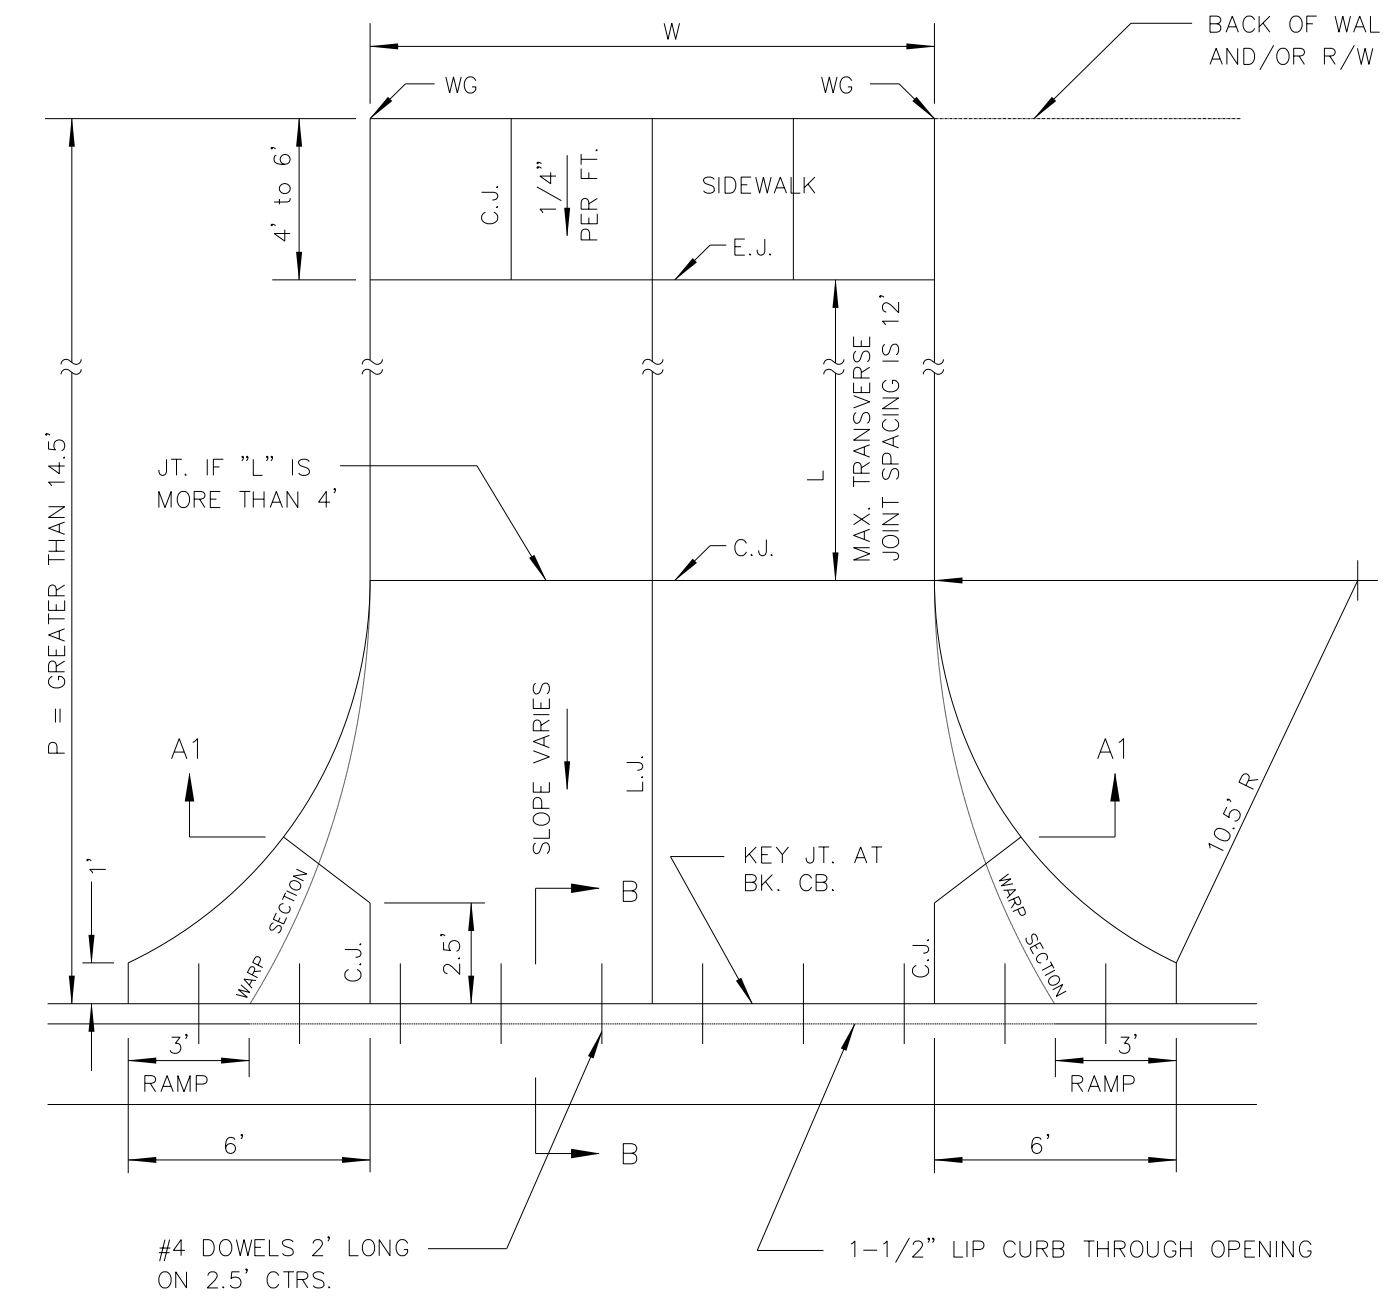 W
BACK OF WAL
AND/OR R/W
WG
WG
4' to 6'
C.J.
1/4"
PER FT.
SIDEWALK
E.J.
MAX. TRANSVERSE
JOINT SPACING IS 12'
L
P = GREATER THAN 14.5'
JT. IF "L" IS
MORE THAN 4'
C.J.
A1
SLOPE VARIES
L.J.
A1
10.5' R
1'
WARP SECTION
C.J.
2.5'
B
KEY JT. AT
BK. CB.
C.J.
WARP SECTION
3'
RAMP
3'
RAMP
6'
B
6'
#4 DOWELS 2' LONG
ON 2.5' CTRS.
1-1/2" LIP CURB THROUGH OPENING